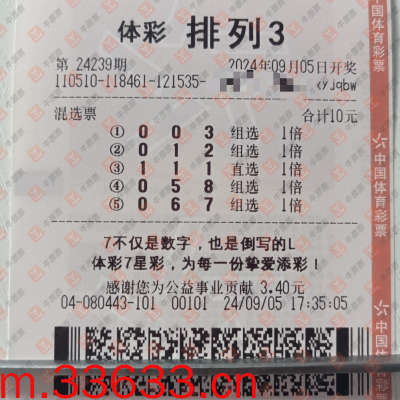 体彩 排列3
第 24239期 2024年09月05日开奖
110510-118461-121535- yjqbw
混选票 合计10元
① 0 0 3 组选 1倍
② 0 1 2 组选 1倍
③ 1 1 1 直选 1倍
④ 0 5 8 组选 1倍
⑤ 0 6 7 组选 1倍
7不仅是数字，也是倒写的L
体彩7星彩，为每一份挚爱添彩！
感谢您为公益事业贡献 3.40元
04-080443-101 00101 24/09/05 17:35:05
中国体育彩票
中国体育彩票
m.33633.com